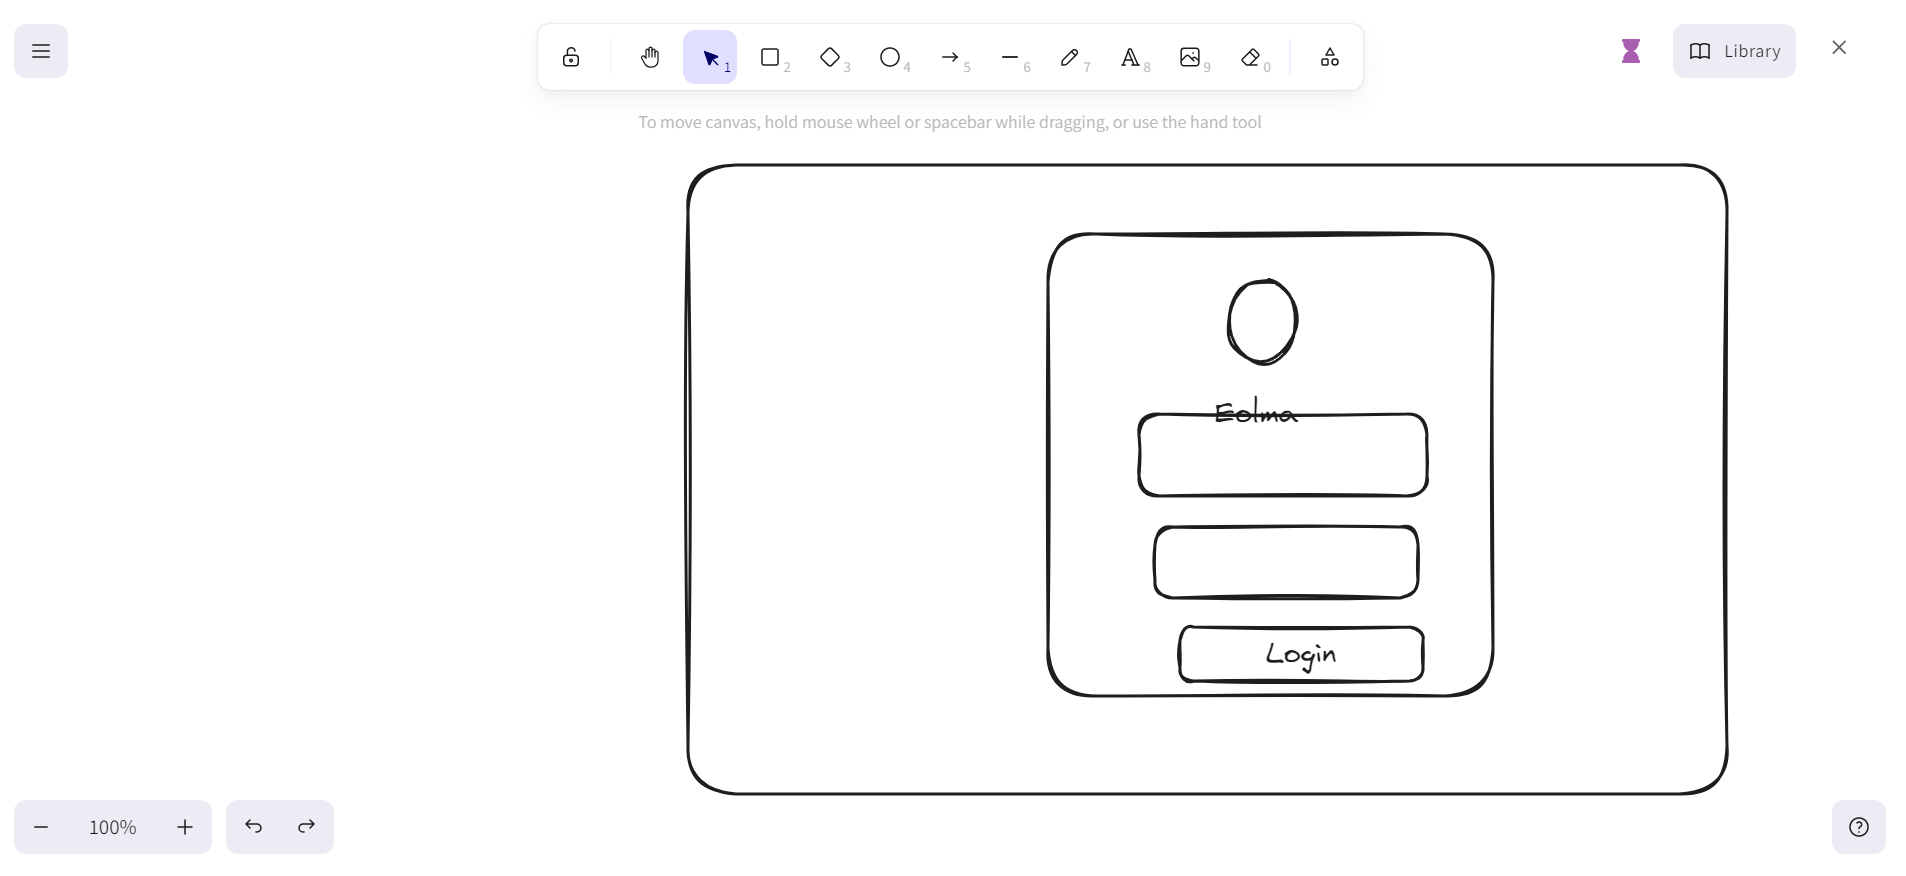 1
2
3
4
5
6
7
8
9
0
Library
To move canvas, hold mouse wheel or spacebar while dragging, or use the hand tool
Eolma
Login
100%